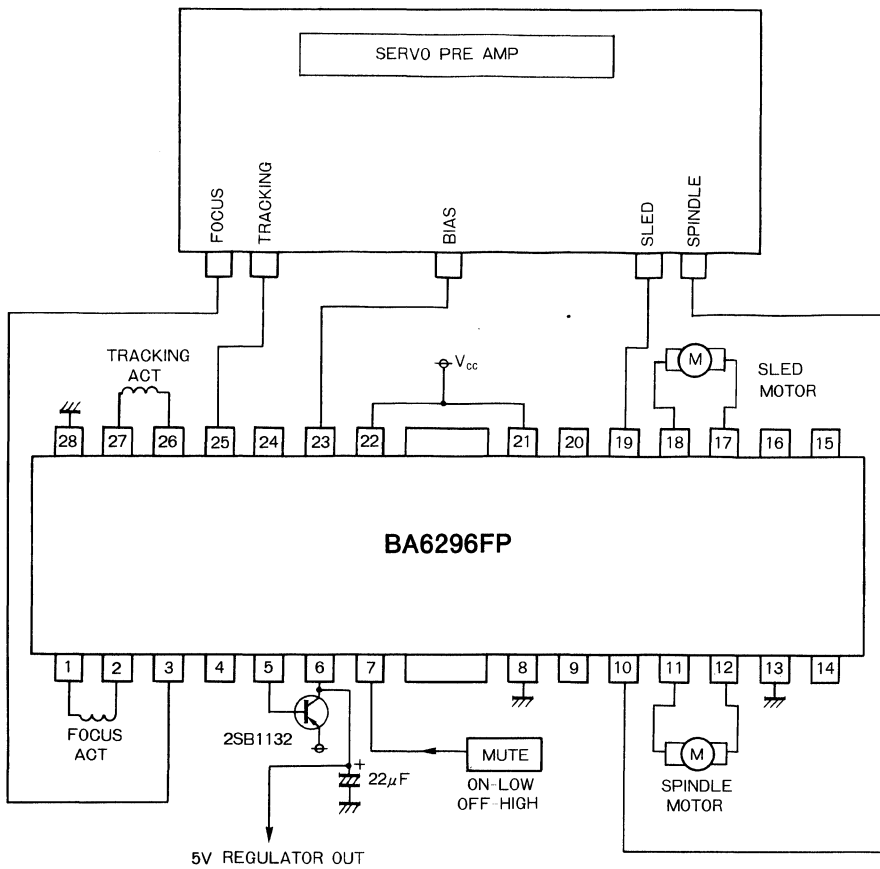 SERVO PRE AMP
FOCUS
TRACKING
BIAS
SLED
SPINDLE
TRACKING
ACT
Vcc
M
SLED
MOTOR
28 27 26 25 24 23 22 21 20 19 18 17 16 15
BA6296FP
1 2 3 4 5 6 7 8 9 10 11 12 13 14
FOCUS
ACT
2SB1132
+
22μF
MUTE
ON-LOW
OFF-HIGH
M
SPINDLE
MOTOR
5V REGULATOR OUT